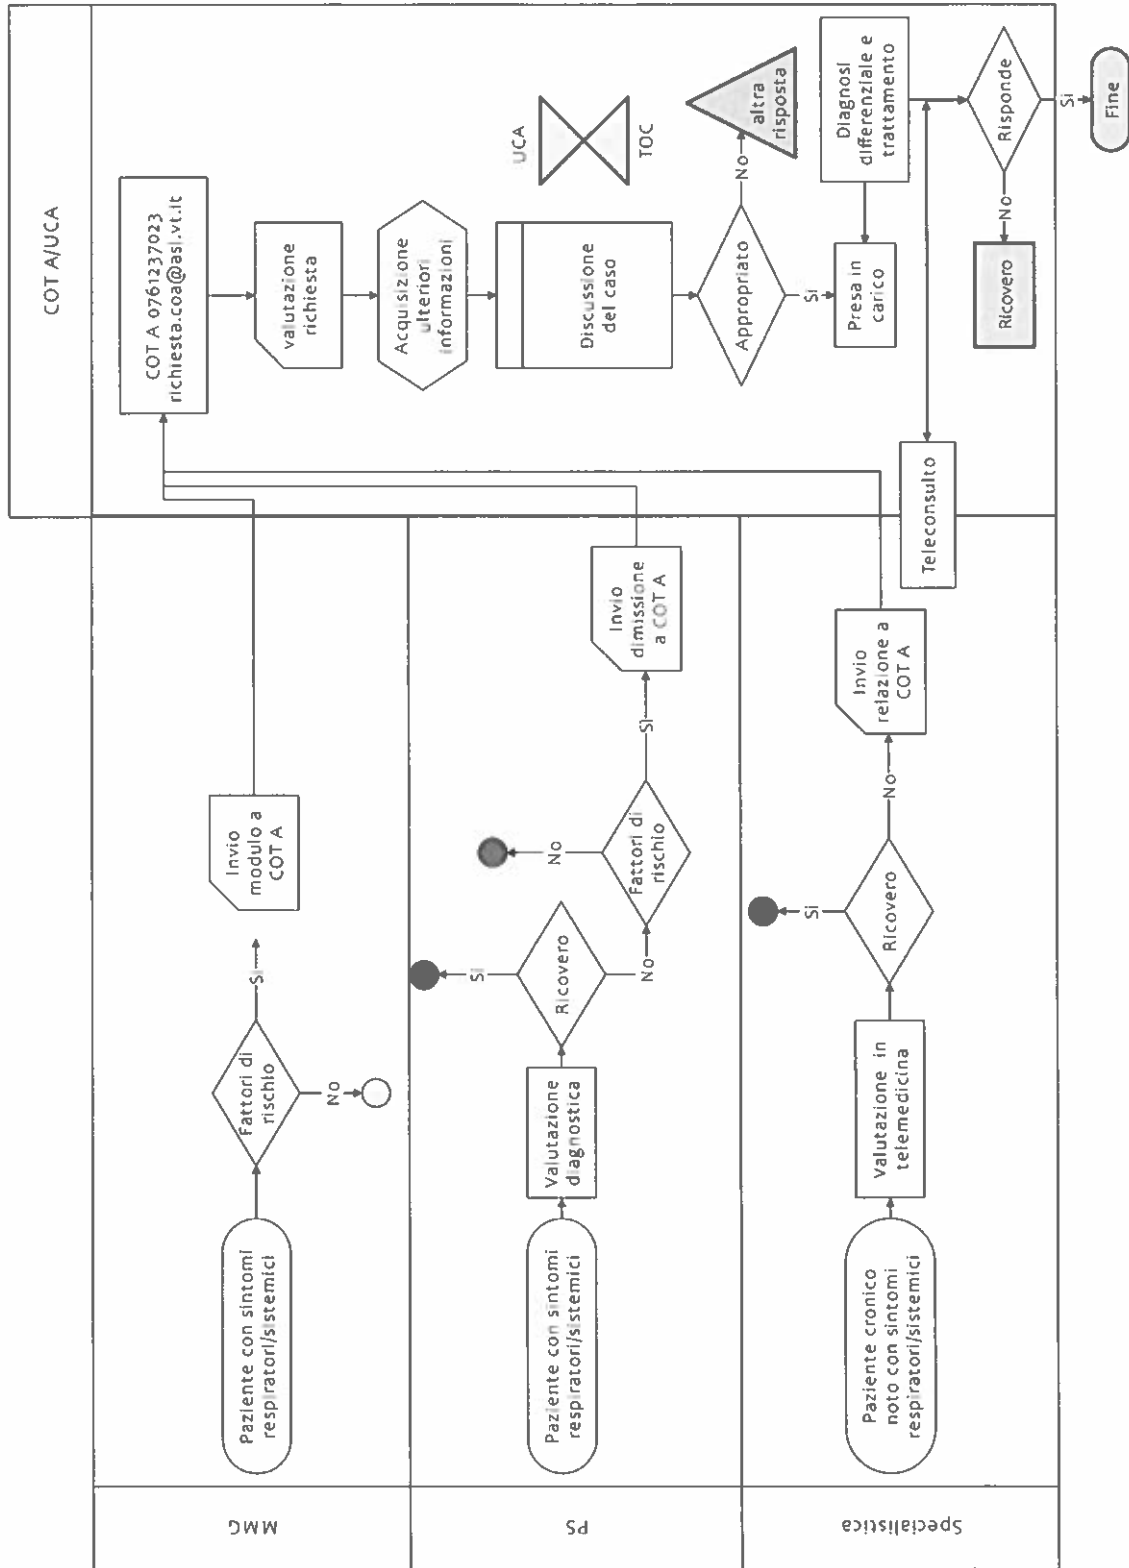 COT A/UCA
MMG
Paziente con sintomi
respiratori/sistemici
Fattori di
rischio
No
Si
Invio
modulo a
COT A
PS
Paziente con sintomi
respiratori/sistemici
Valutazione
diagnostica
Ricovero
Si
No
Fattori di
rischio
No
Si
Invio
dimissione
a COT A
Specialistica
Paziente cronico
noto con sintomi
respiratori/sistemici
Valutazione in
telemedicina
Ricovero
Si
No
Invio
relazione a
COT A
Teleconsulto
COT A 0761237023
richiesta.coa@asl.vt.it
valutazione
richiesta
Acquisizione
ulteriori
informazioni
Discussione
del caso
UCA
TOC
Appropriato
No
altra
risposta
Si
Presa in
carico
Diagnosi
differenziale e
trattamento
Risponde
No
Ricovero
Si
Fine